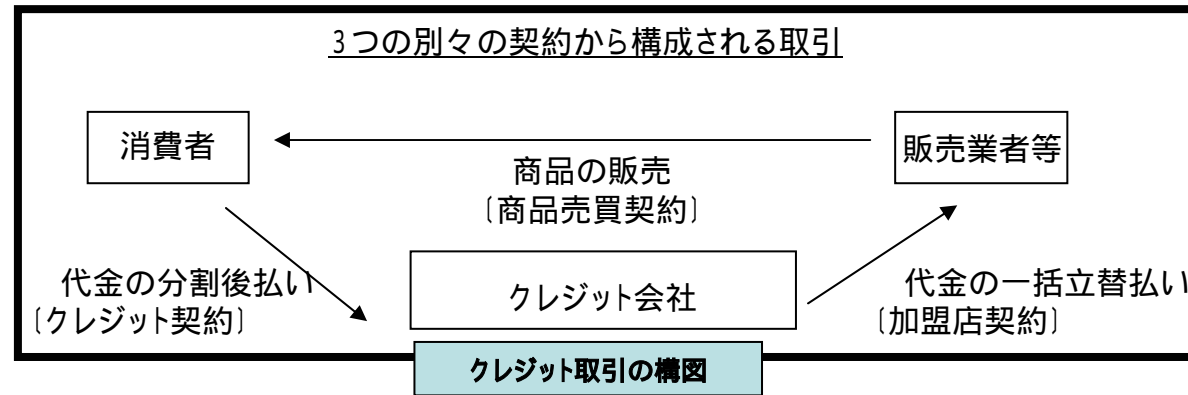 3つの別々の契約から構成される取引
消費者
販売業者等
商品の販売
〔商品売買契約〕
代金の分割後払い
〔クレジット契約〕
クレジット会社
代金の一括立替払い
〔加盟店契約〕
クレジット取引の構図